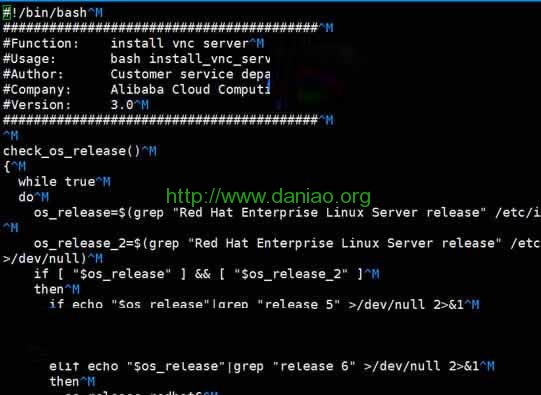 #!/bin/bash^M
########################################^M
#Function: install vnc server^M
#Usage: bash install_vnc_serv
#Author: Customer service depa
#Company: Alibaba Cloud Computi
#Version: 3.0^M
########################################^M
^M
check_os_release()^M
{^M
while true^M
do^M
http://www.daniao.org
os_release=$(grep "Red Hat Enterprise Linux Server release" /etc/i
^M
os_release_2=$(grep "Red Hat Enterprise Linux Server release" /etc
>/dev/null)^M
if [ "$os_release" ] && [ "$os_release_2" ]^M
then^M
if echo "$os_release"|grep "release 5" >/dev/null 2>&1^M
elif echo "$os_release"|grep "release 6" >/dev/null 2>&1^M
then^M